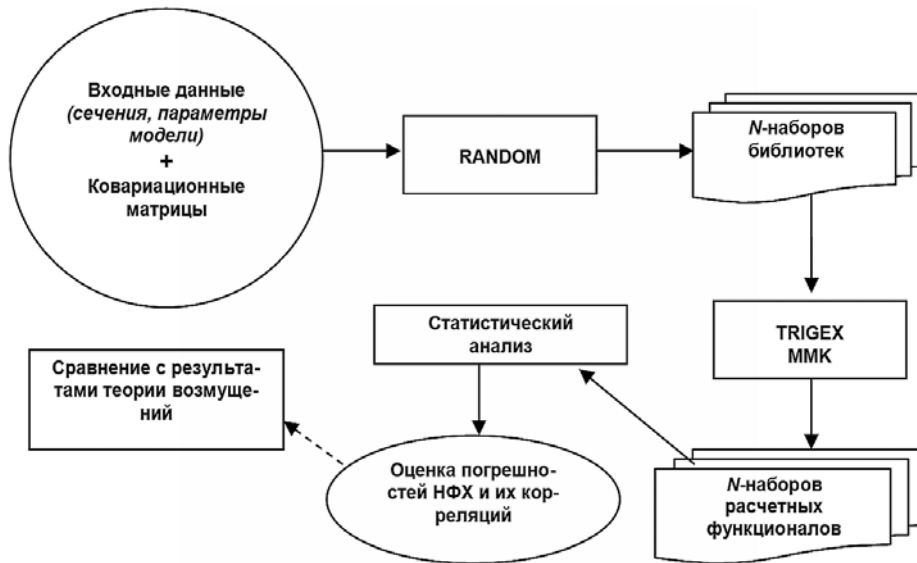 Входные данные
(сечения, параметры
модели)
+
Ковариационные
матрицы
RANDOM
N-наборов
библиотек
TRIGEX
MMK
N-наборов
расчетных
функционалов
Статистический
анализ
Оценка погрешно-
стей НФХ и их кор-
реляций
Сравнение с результа-
тами теории возмуще-
ний